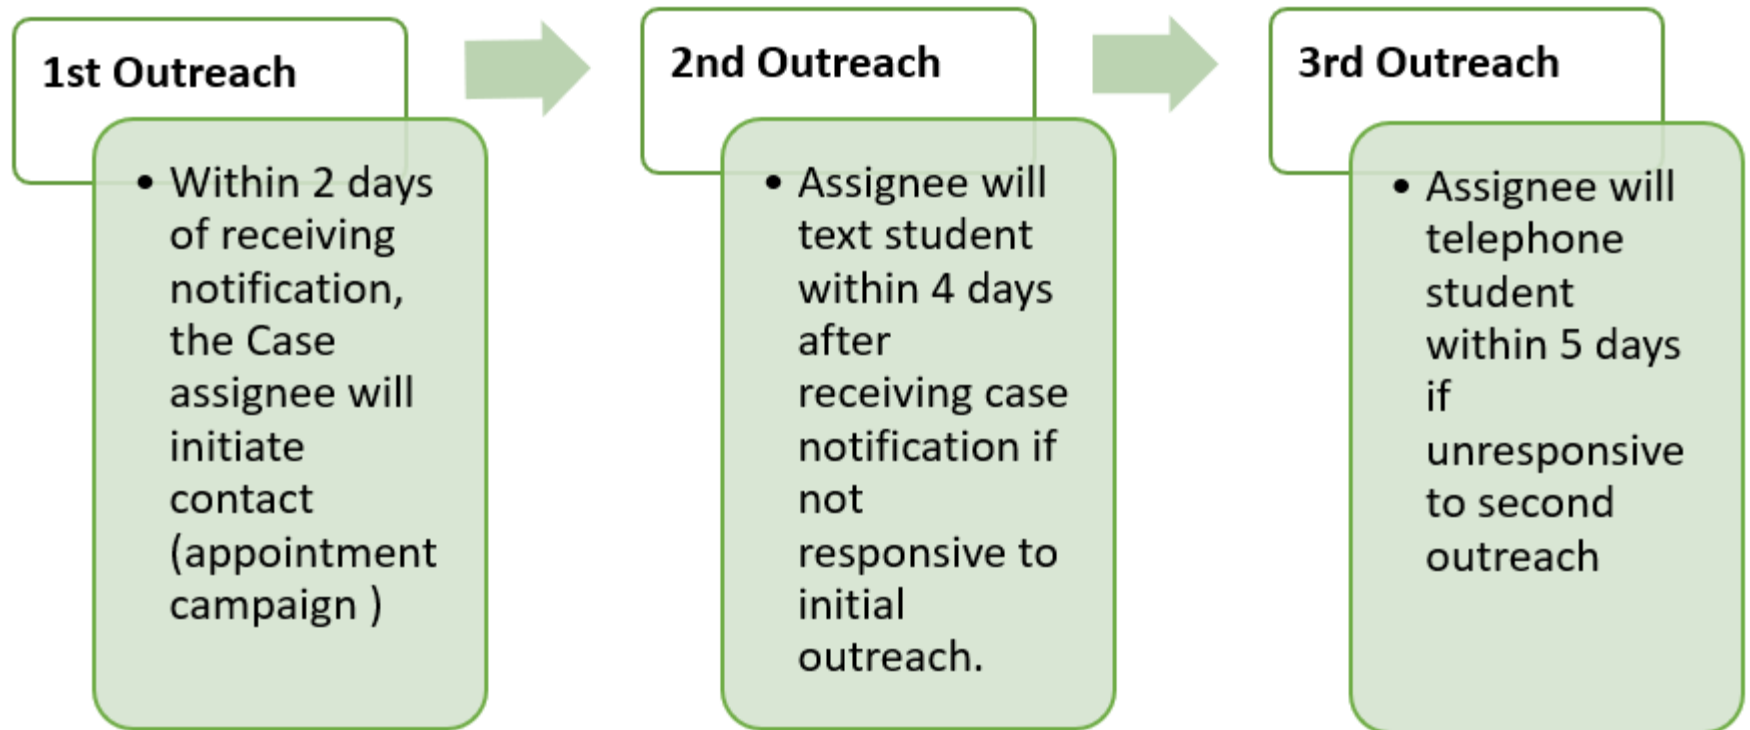 1st Outreach
• Within 2 days
of receiving
notification,
the Case
assignee will
initiate
contact
(appointment
campaign )
2nd Outreach
• Assignee will
text student
within 4 days
after
receiving case
notification if
not
responsive to
initial
outreach.
3rd Outreach
• Assignee will
telephone
student
within 5 days
if
unresponsive
to second
outreach